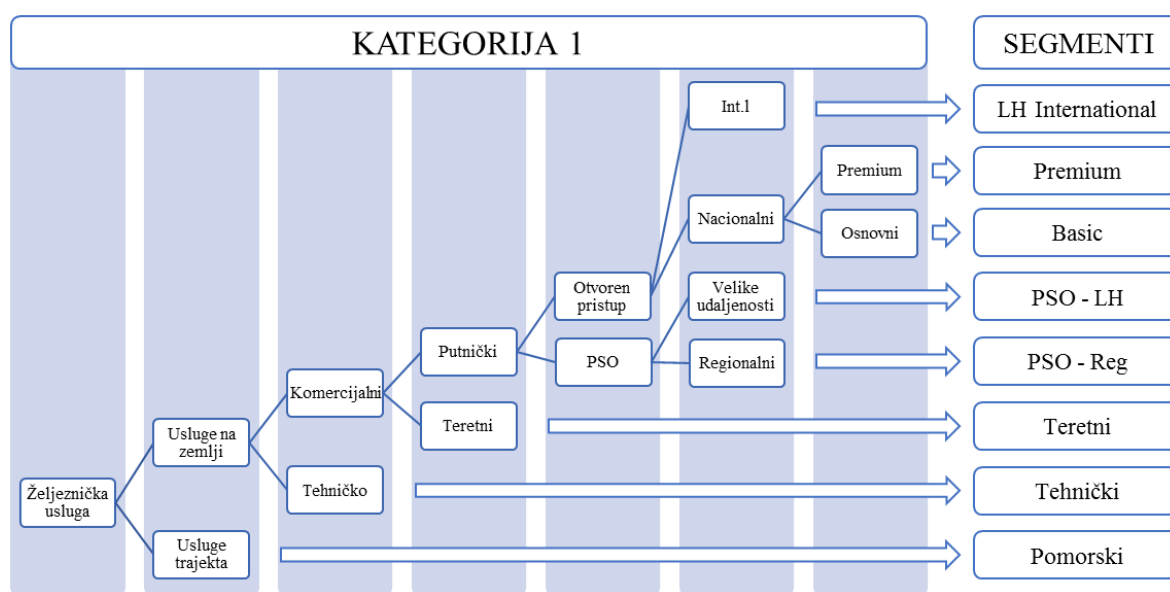 KATEGORIJA 1
SEGMENTI
Int.l
LH International
Premium
Premium
Nacionalni
Osnovni
Basic
Otvoren
pristup
Velike
udaljenosti
PSO - LH
Putnički
PSO
Regionalni
PSO - Reg
Komercijalni
Teretni
Teretni
Usluge na
zemlji
Tehničko
Tehnički
Željeznička
usluga
Usluge
trajekta
Pomorski